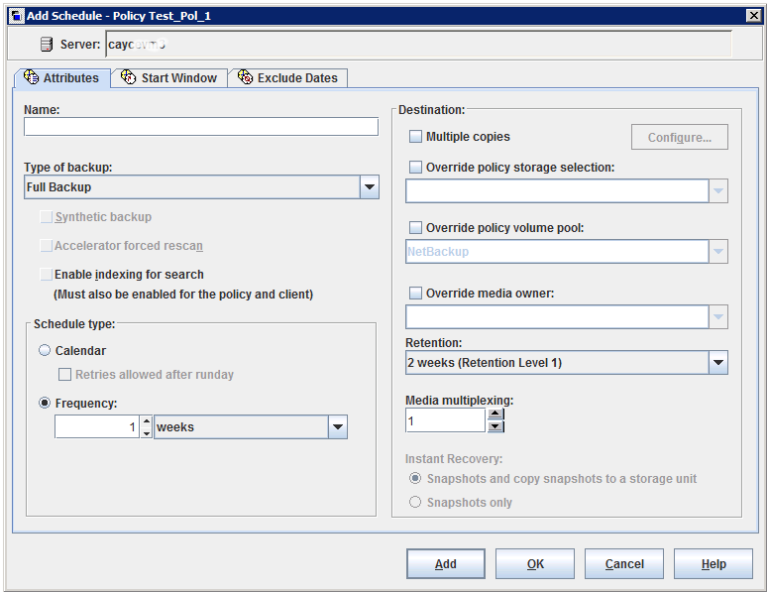 Add Schedule - Policy Test_Pol_1
Server:
Attributes
Start Window
Exclude Dates
Name:
Type of backup:
Full Backup
Synthetic backup
Accelerator forced rescan
Enable indexing for search
(Must also be enabled for the policy and client)
Schedule type:
Calendar
Retries allowed after runday
Frequency:
1 weeks
Destination:
Multiple copies Configure...
Override policy storage selection:
Override policy volume pool:
NetBackup
Override media owner:
Retention:
2 weeks (Retention Level 1)
Media multiplexing:
1
Instant Recovery:
Snapshots and copy snapshots to a storage unit
Snapshots only
Add OK Cancel Help